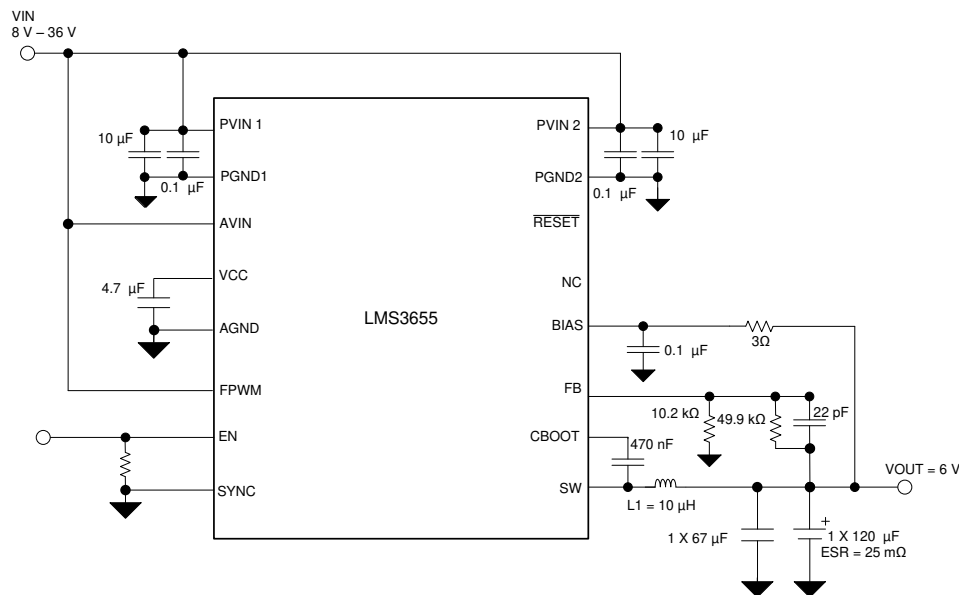 VIN
8 V – 36 V
PVIN 1
PVIN 2
10 µF
10 µF
PGND1
PGND2
0.1 µF
0.1 µF
AVIN
RESET
VCC
NC
4.7 µF
LMS3655
AGND
BIAS
3Ω
0.1 µF
FPWM
FB
10.2 kΩ
49.9 kΩ
22 pF
EN
CBOOT
470 nF
VOUT = 6 V
SYNC
SW
L1 = 10 µH
1 X 67 µF
+
1 X 120 µF
ESR = 25 mΩ